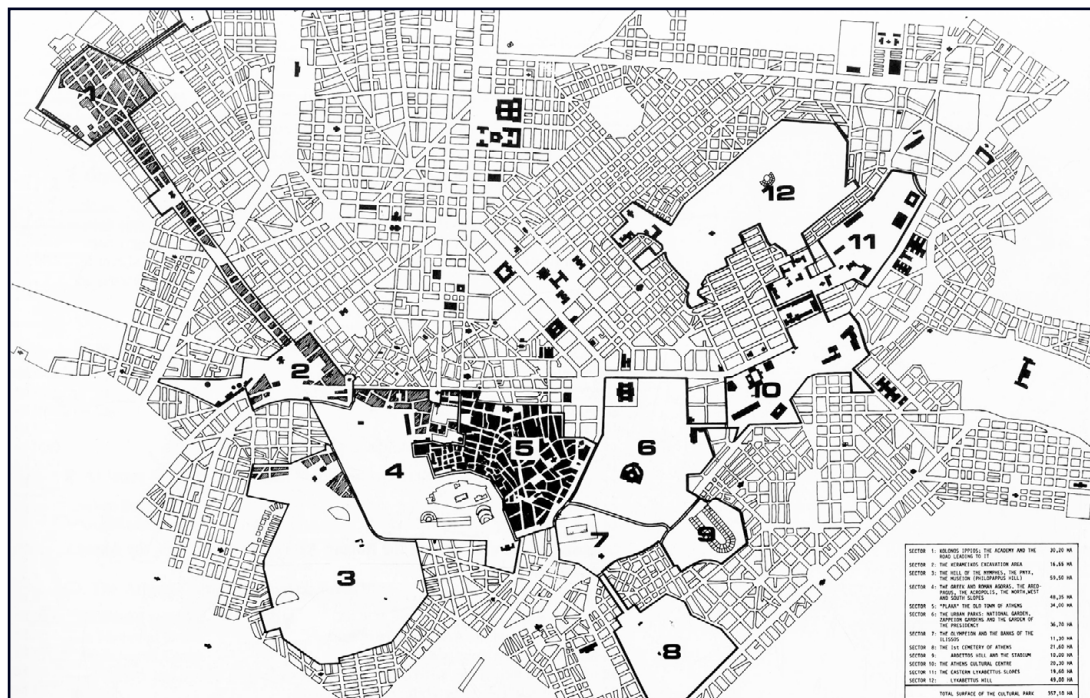 1
12
11
2
10
5
6
4
9
7
3
8
SECTOR 1: KOLONOS IPPIOS; THE ACADEMY AND THE 30,20 HA
ROAD LEADING TO IT
SECTOR 2: THE KERAMEIKOS EXCAVATION AREA 16,65 HA
SECTOR 3: THE HILL OF THE NYMPHES, THE PNYX,
THE MUSEION (PHILOPAPPUS HILL) 59,50 HA
SECTOR 4: THE GREEK AND ROMAN AGORAS, THE AREO-
PAGUS, THE ACROPOLIS, THE NORTH, WEST
AND SOUTH SLOPES 48,35 HA
SECTOR 5: "PLAKA" THE OLD TOWN OF ATHENS 34,00 HA
SECTOR 6: THE URBAN PARKS: NATIONAL GARDEN,
ZAPPEION GARDENS AND THE GARDEN OF
THE PRESIDENCY 36,70 HA
SECTOR 7: THE OLYMPEION AND THE BANKS OF THE
ILISSOS 11,30 HA
SECTOR 8: THE 1st CEMETERY OF ATHENS 21,60 HA
SECTOR 9: ARDETTOS HILL AND THE STADIUM 10,00 HA
SECTOR 10: THE ATHENS CULTURAL CENTRE 20,30 HA
SECTOR 11: THE EASTERN LYKABETTUS SLOPES 19,60 HA
SECTOR 12: LYKABETTUS HILL 49,00 HA
TOTAL SURFACE OF THE CULTURAL PARK 357,10 HA